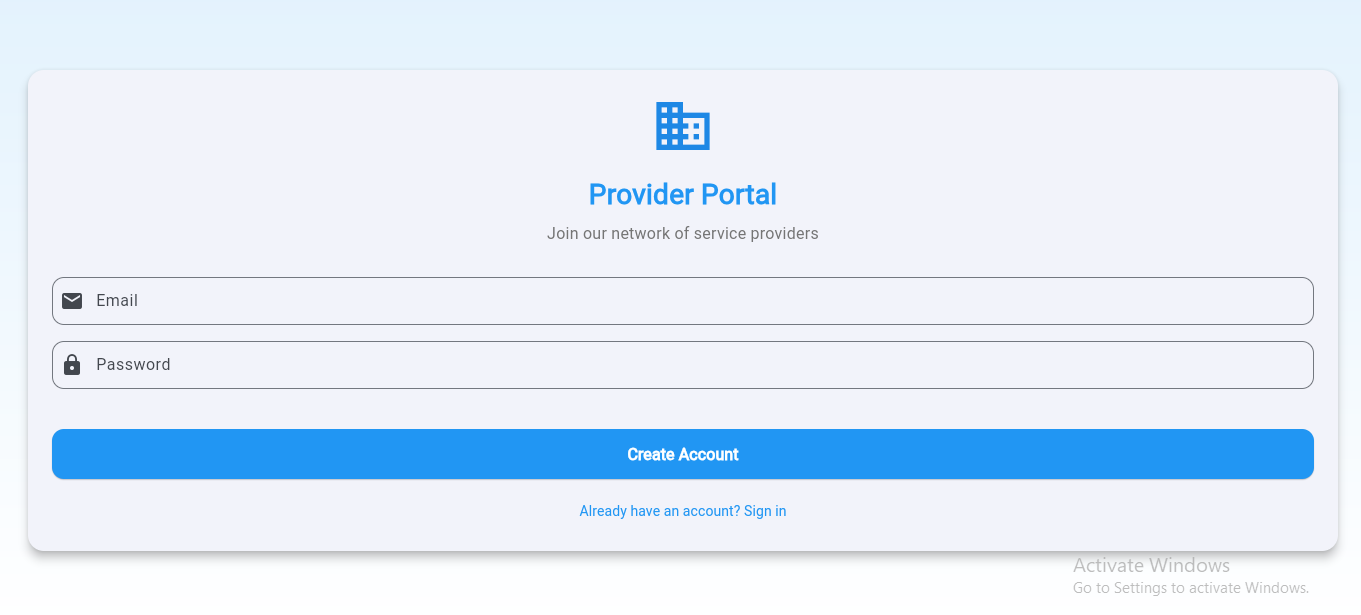 Provider Portal
Join our network of service providers
Email
Password
Create Account
Already have an account? Sign in
Activate Windows
Go to Settings to activate Windows.